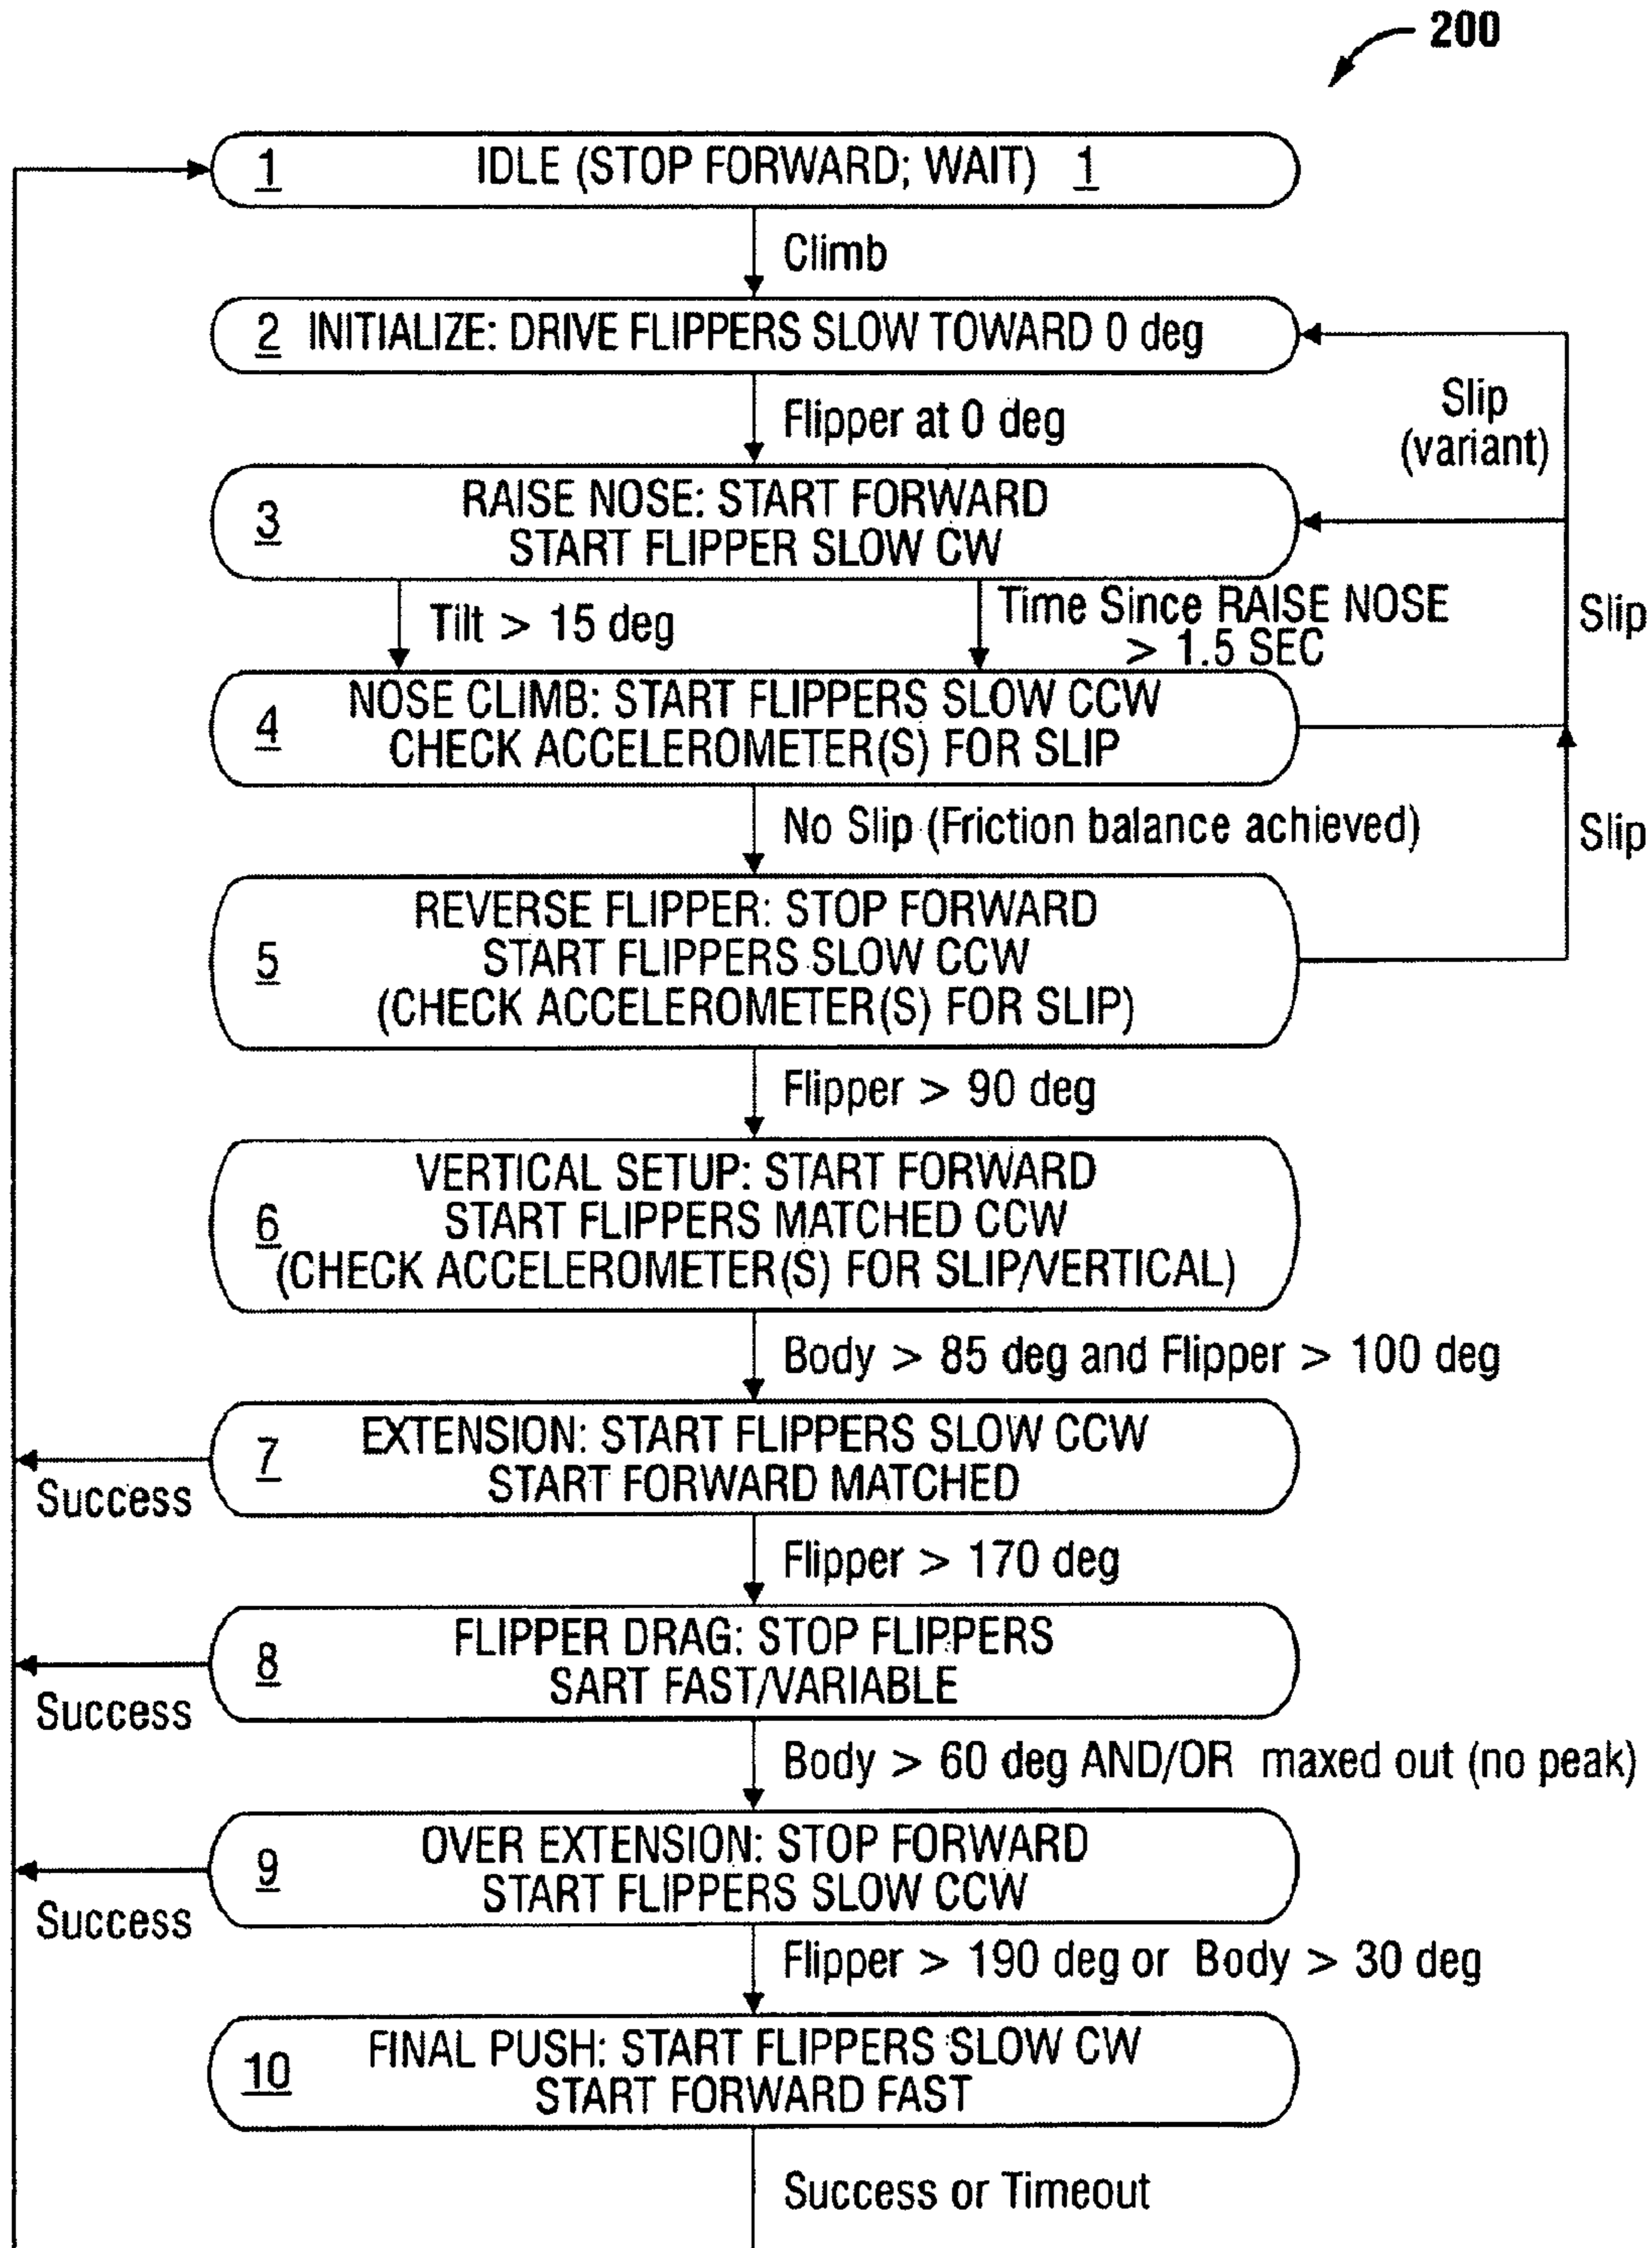 200
1 IDLE (STOP FORWARD; WAIT) 1
Climb
2 INITIALIZE: DRIVE FLIPPERS SLOW TOWARD 0 deg
Flipper at 0 deg
Slip
(variant)
3 RAISE NOSE: START FORWARD
START FLIPPER SLOW CW
Tilt > 15 deg
Time Since RAISE NOSE
> 1.5 SEC
Slip
4 NOSE CLIMB: START FLIPPERS SLOW CCW
CHECK ACCELEROMETER(S) FOR SLIP
No Slip (Friction balance achieved)
Slip
5 REVERSE FLIPPER: STOP FORWARD
START FLIPPERS SLOW CCW
(CHECK ACCELEROMETER(S) FOR SLIP)
Flipper > 90 deg
6 VERTICAL SETUP: START FORWARD
START FLIPPERS MATCHED CCW
(CHECK ACCELEROMETER(S) FOR SLIP/VERTICAL)
Body > 85 deg and Flipper > 100 deg
7 EXTENSION: START FLIPPERS SLOW CCW
START FORWARD MATCHED
Success
Flipper > 170 deg
8 FLIPPER DRAG: STOP FLIPPERS
SART FAST/VARIABLE
Success
Body > 60 deg AND/OR maxed out (no peak)
9 OVER EXTENSION: STOP FORWARD
START FLIPPERS SLOW CCW
Success
Flipper > 190 deg or Body > 30 deg
10 FINAL PUSH: START FLIPPERS SLOW CW
START FORWARD FAST
Success or Timeout